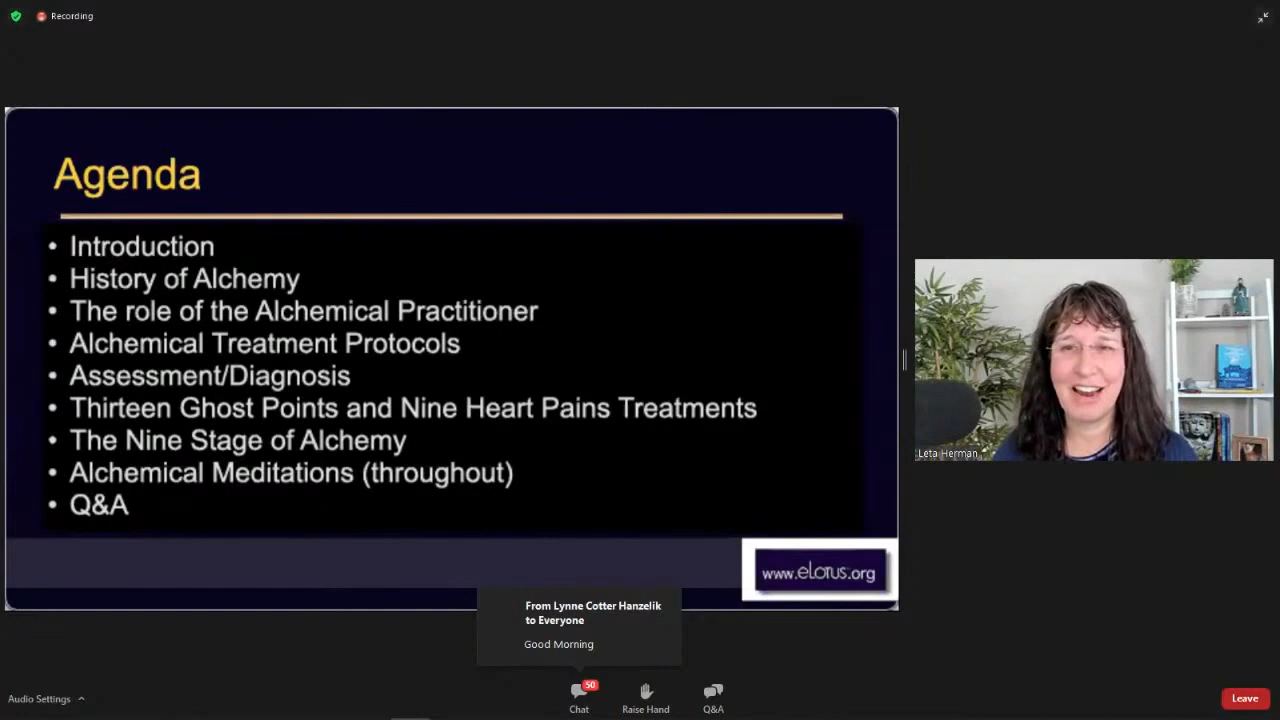 Recording
Agenda
• Introduction
• History of Alchemy
• The role of the Alchemical Practitioner
• Alchemical Treatment Protocols
• Assessment/Diagnosis
• Thirteen Ghost Points and Nine Heart Pains Treatments
• The Nine Stage of Alchemy
• Alchemical Meditations (throughout)
• Q&A
www.eLotus.org
Leta Herman
From Lynne Cotter Hanzelik
to Everyone
Good Morning
Audio Settings
50
Chat
Raise Hand
Q&A
Leave